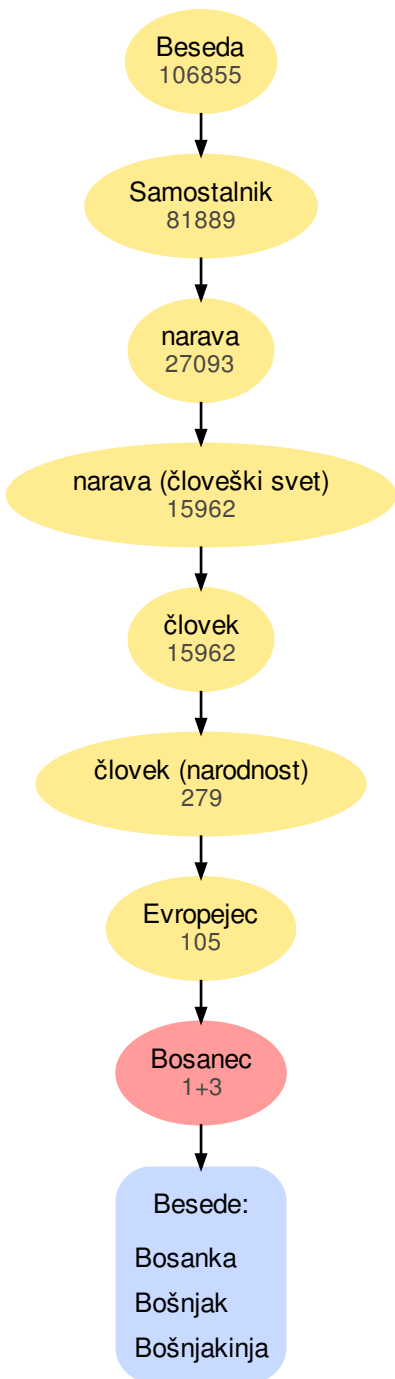 Beseda
106855
Samostalnik
81889
narava
27093
narava (človeški svet)
15962
človek
15962
človek (narodnost)
279
Evropejec
105
Bosanec
1+3
Besede:
Bosanka
Bošnjak
Bošnjakinja